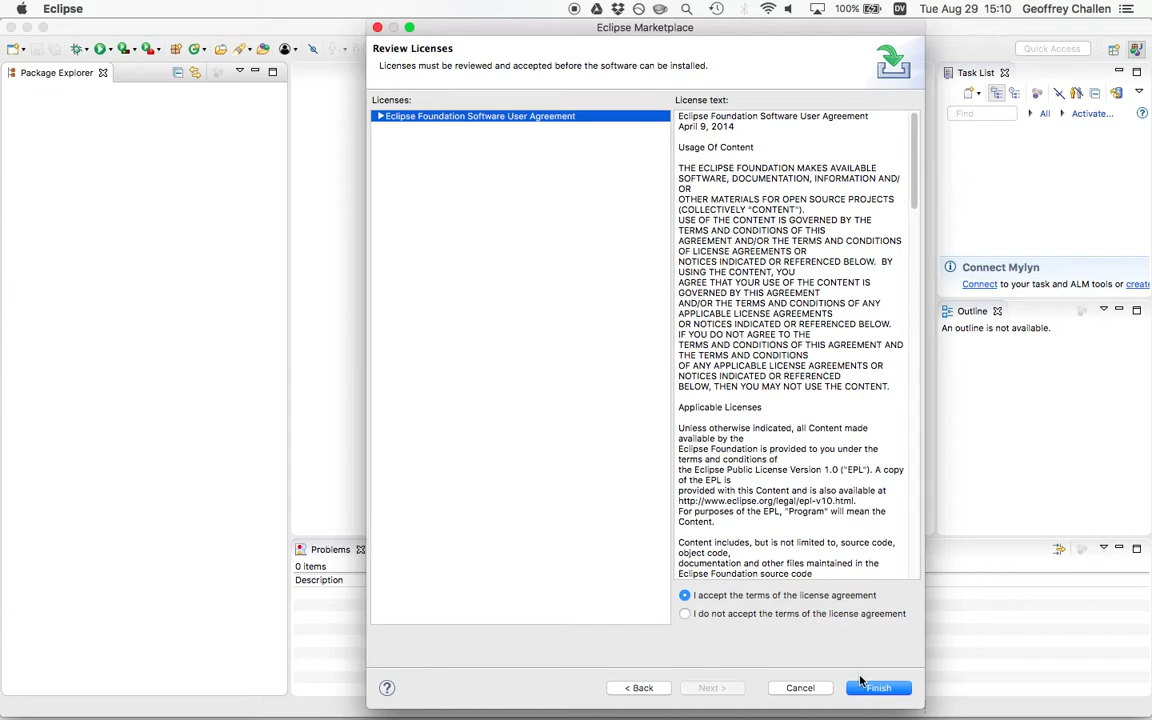 Eclipse
100%
DV
Tue Aug 29 15:10
Geoffrey Challen
Eclipse Marketplace
Quick Access
Package Explorer
Review Licenses
Licenses must be reviewed and accepted before the software can be installed.
Licenses:
Eclipse Foundation Software User Agreement
License text:
Eclipse Foundation Software User Agreement
April 9, 2014
Usage Of Content
THE ECLIPSE FOUNDATION MAKES AVAILABLE
SOFTWARE, DOCUMENTATION, INFORMATION AND/
OR
OTHER MATERIALS FOR OPEN SOURCE PROJECTS
(COLLECTIVELY "CONTENT").
USE OF THE CONTENT IS GOVERNED BY THE
TERMS AND CONDITIONS OF THIS
AGREEMENT AND/OR THE TERMS AND CONDITIONS
OF LICENSE AGREEMENTS OR
NOTICES INDICATED OR REFERENCED BELOW.  BY
USING THE CONTENT, YOU
AGREE THAT YOUR USE OF THE CONTENT IS
GOVERNED BY THIS AGREEMENT
AND/OR THE TERMS AND CONDITIONS OF ANY
APPLICABLE LICENSE AGREEMENTS
OR NOTICES INDICATED OR REFERENCED BELOW.
IF YOU DO NOT AGREE TO THE
TERMS AND CONDITIONS OF THIS AGREEMENT AND
THE TERMS AND CONDITIONS
OF ANY APPLICABLE LICENSE AGREEMENTS OR
NOTICES INDICATED OR REFERENCED
BELOW, THEN YOU MAY NOT USE THE CONTENT.
Applicable Licenses
Unless otherwise indicated, all Content made
available by the
Eclipse Foundation is provided to you under the
terms and conditions of
the Eclipse Public License Version 1.0 ("EPL"). A copy
of the EPL is
provided with this Content and is also available at
http://www.eclipse.org/legal/epl-v10.html.
For purposes of the EPL, "Program" will mean the
Content.
Content includes, but is not limited to, source code,
object code,
documentation and other files maintained in the
Eclipse Foundation source code
I accept the terms of the license agreement
I do not accept the terms of the license agreement
< Back
Next >
Cancel
Finish
Task List
Find
All
Activate...
Connect Mylyn
Connect to your task and ALM tools or create
Outline
An outline is not available.
Problems
0 items
Description